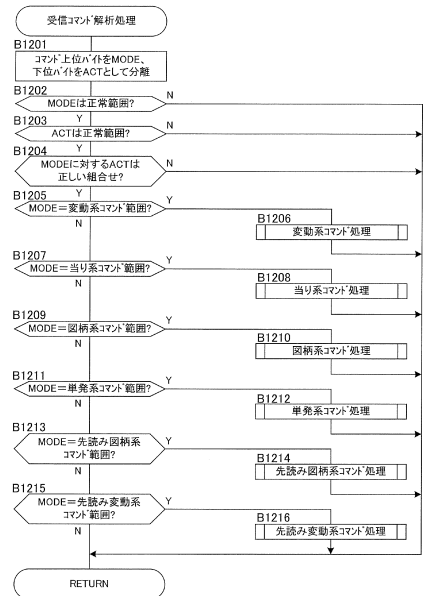 受信コマンド解析処理
B1201
コマンド上位バイトをMODE、
下位バイトをACTとして分離
B1202
MODEは正常範囲?
N
Y
B1203
ACTは正常範囲?
N
Y
B1204
MODEに対するACTは
正しい組合せ?
N
Y
B1205
MODE=変動系コマンド範囲?
Y
N
B1206
変動系コマンド処理
B1207
MODE=当り系コマンド範囲?
Y
N
B1208
当り系コマンド処理
B1209
MODE=図柄系コマンド範囲?
Y
N
B1210
図柄系コマンド処理
B1211
MODE=単発系コマンド範囲?
Y
N
B1212
単発系コマンド処理
B1213
MODE=先読み図柄系
コマンド範囲?
Y
N
B1214
先読み図柄系コマンド処理
B1215
MODE=先読み変動系
コマンド範囲?
Y
N
B1216
先読み変動系コマンド処理
RETURN